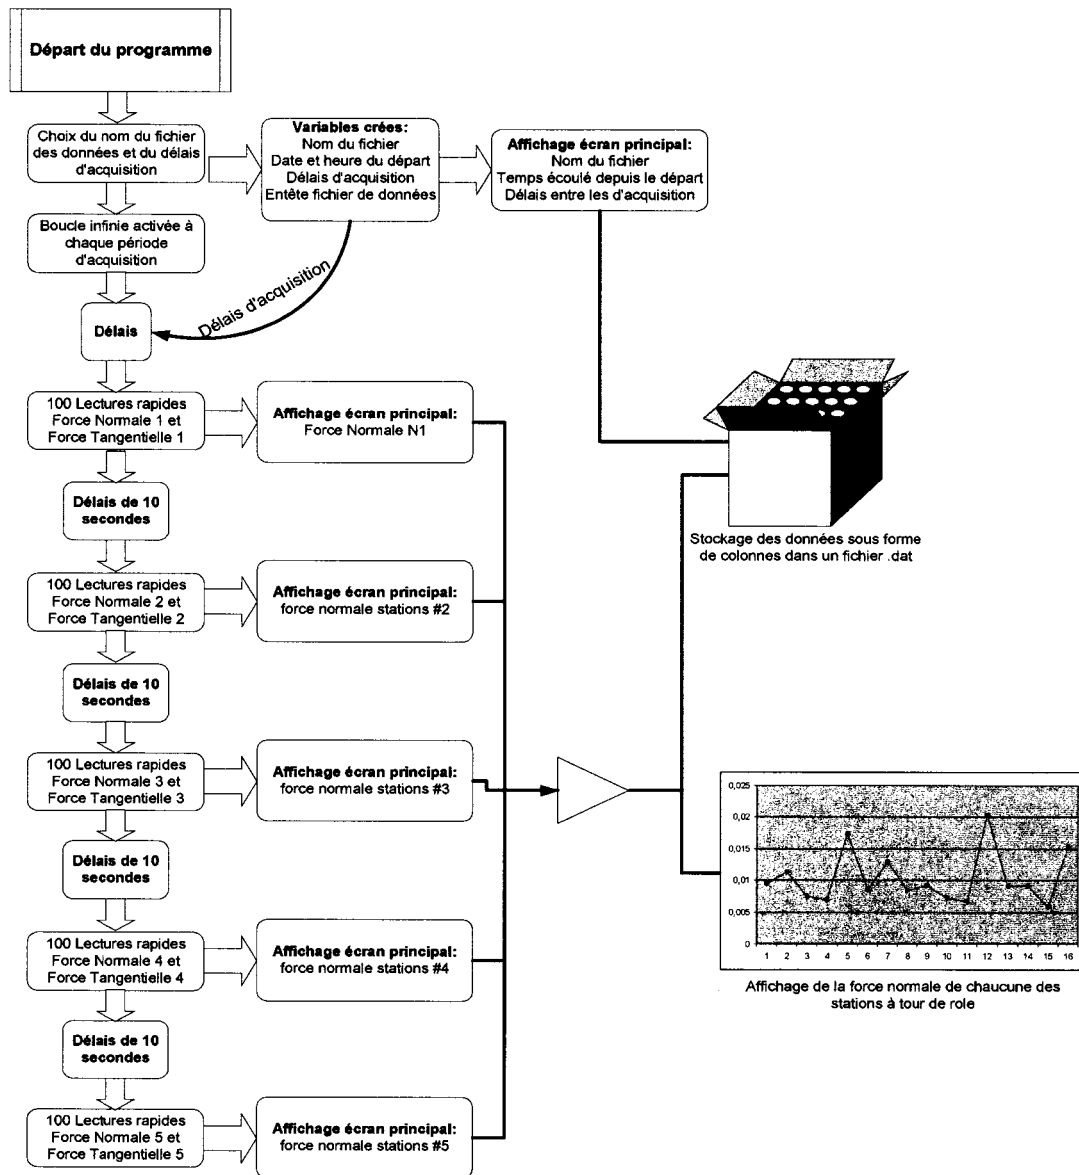 Départ du programme
Choix du nom du fichier
des données et du délais
d'acquisition
Variables crées:
Nom du fichier
Date et heure du départ
Délais d'acquisition
Entête fichier de données
Affichage écran principal:
Nom du fichier
Temps écoulé depuis le départ
Délais entre les d'acquisition
Boucle infinie activée à
chaque période
d'acquisition
Délais d'acquisition
Délais
100 Lectures rapides
Force Normale 1 et
Force Tangentielle 1
Affichage écran principal:
Force Normale N1
Délais de 10
secondes
Stockage des données sous forme
de colonnes dans un fichier .dat
100 Lectures rapides
Force Normale 2 et
Force Tangentielle 2
Affichage écran principal:
force normale stations #2
Délais de 10
secondes
100 Lectures rapides
Force Normale 3 et
Force Tangentielle 3
Affichage écran principal:
force normale stations #3
0,025
0,02
0,015
0,01
0,005
0
1 2 3 4 5 6 7 8 9 10 11 12 13 14 15 16
Affichage de la force normale de chaucune des
stations à tour de role
Délais de 10
secondes
100 Lectures rapides
Force Normale 4 et
Force Tangentielle 4
Affichage écran principal:
force normale stations #4
Délais de 10
secondes
100 Lectures rapides
Force Normale 5 et
Force Tangentielle 5
Affichage écran principal:
force normale stations #5